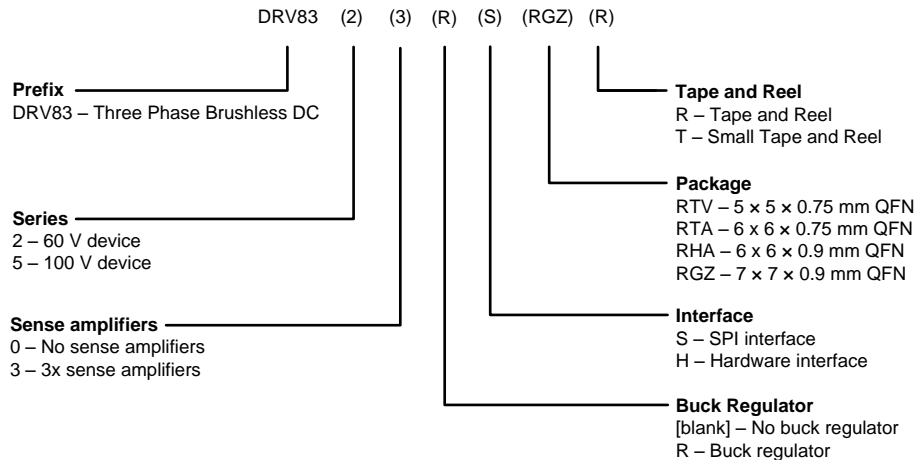 DRV83 (2) (3) (R) (S) (RGZ) (R)
Prefix
DRV83 – Three Phase Brushless DC
Series
2 – 60 V device
5 – 100 V device
Sense amplifiers
0 – No sense amplifiers
3 – 3x sense amplifiers
Tape and Reel
R – Tape and Reel
T – Small Tape and Reel
Package
RTV – 5 × 5 × 0.75 mm QFN
RTA – 6 x 6 × 0.75 mm QFN
RHA – 6 x 6 × 0.9 mm QFN
RGZ – 7 × 7 × 0.9 mm QFN
Interface
S – SPI interface
H – Hardware interface
Buck Regulator
[blank] – No buck regulator
R – Buck regulator